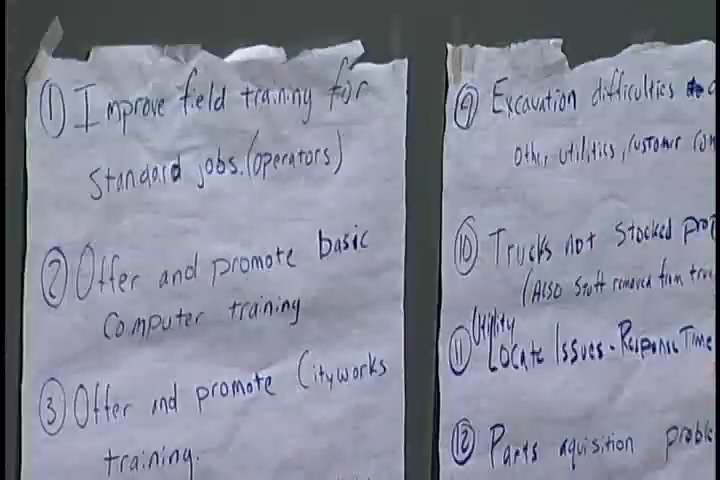 ① Improve field training for
Standard jobs. (operators)
② Offer and promote basic
Computer training
③ Offer and promote Cityworks
training.
⑨ Excavation difficulties
Other utilities, customer
⑩ Trucks not Stocked
(Also Stuff removed from
Utility
⑪ Locate Issues - Response Time
⑫ Parts aquisition